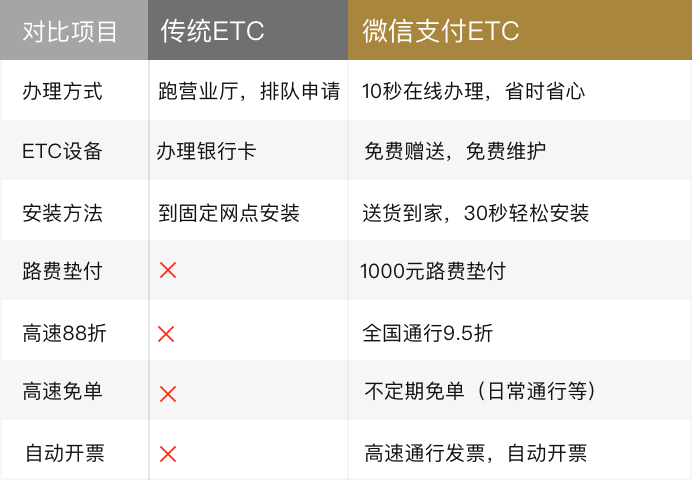 对比项目 传统ETC 微信支付ETC
办理方式 跑营业厅，排队申请 10秒在线办理，省时省心
ETC设备 办理银行卡 免费赠送，免费维护
安装方法 到固定网点安装 送货到家，30秒轻松安装
路费垫付 1000元路费垫付
高速88折 全国通行9.5折
高速免单 不定期免单（日常通行等）
自动开票 高速通行发票，自动开票